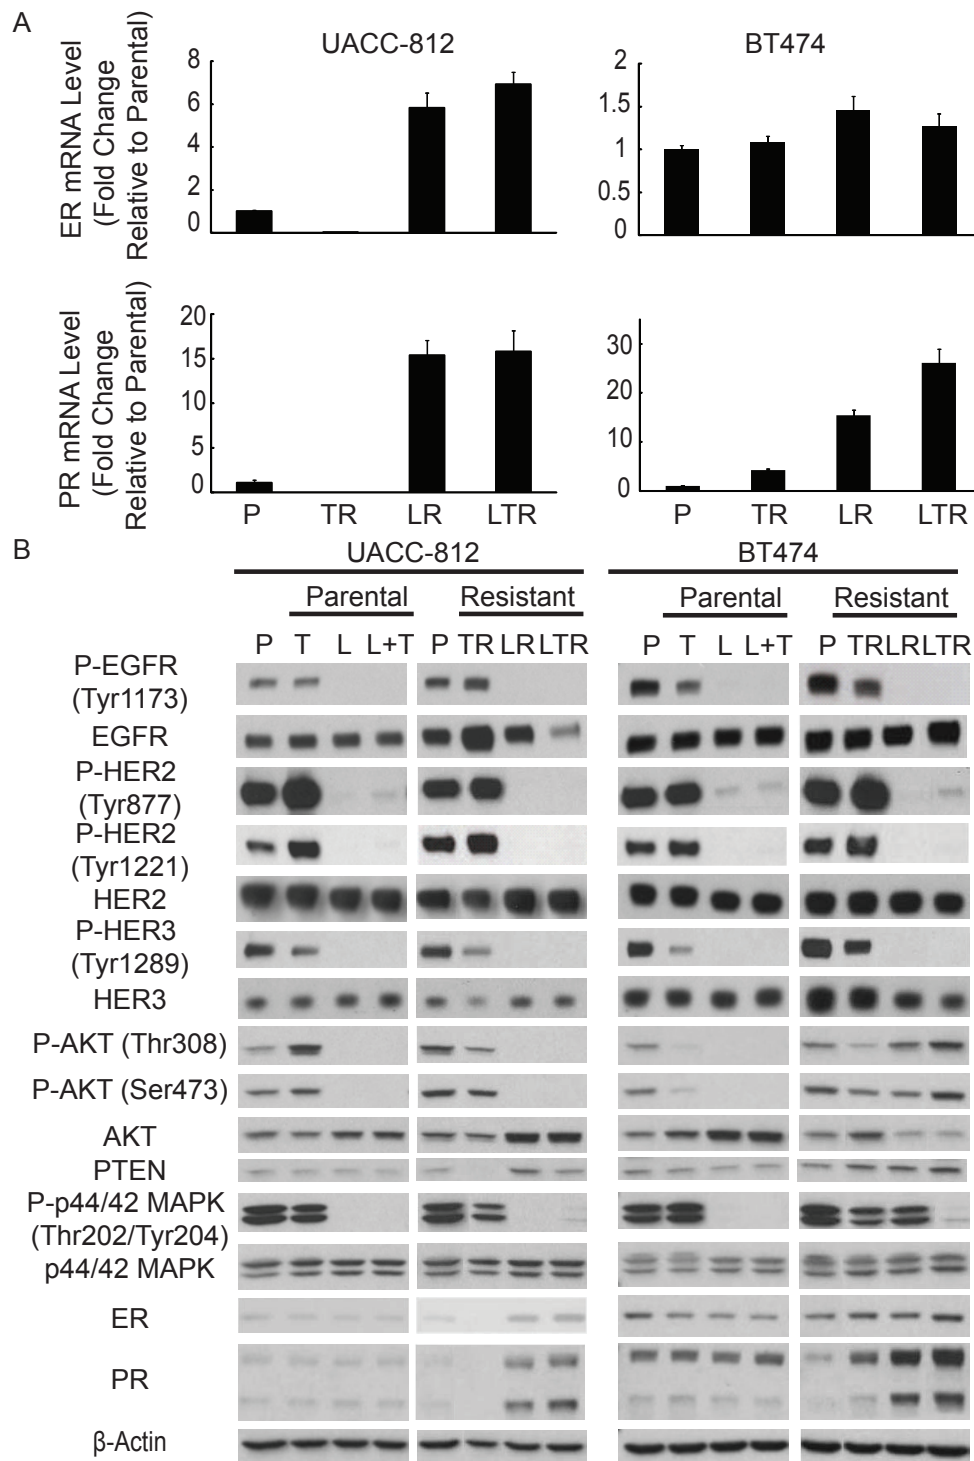 A
UACC-812
BT474
ER mRNA Level
(Fold Change
Relative to Parental)
8
6
4
2
0
2
1.5
1
0.5
0
PR mRNA Level
(Fold Change
Relative to Parental)
20
15
10
5
0
30
20
10
0
P TR LR LTR
P TR LR LTR
B
UACC-812
BT474
Parental Resistant
Parental Resistant
P T L L+T P TR LR LTR
P T L L+T P TR LR LTR
P-EGFR
(Tyr1173)
EGFR
P-HER2
(Tyr877)
P-HER2
(Tyr1221)
HER2
P-HER3
(Tyr1289)
HER3
P-AKT (Thr308)
P-AKT (Ser473)
AKT
PTEN
P-p44/42 MAPK
(Thr202/Tyr204)
p44/42 MAPK
ER
PR
β-Actin